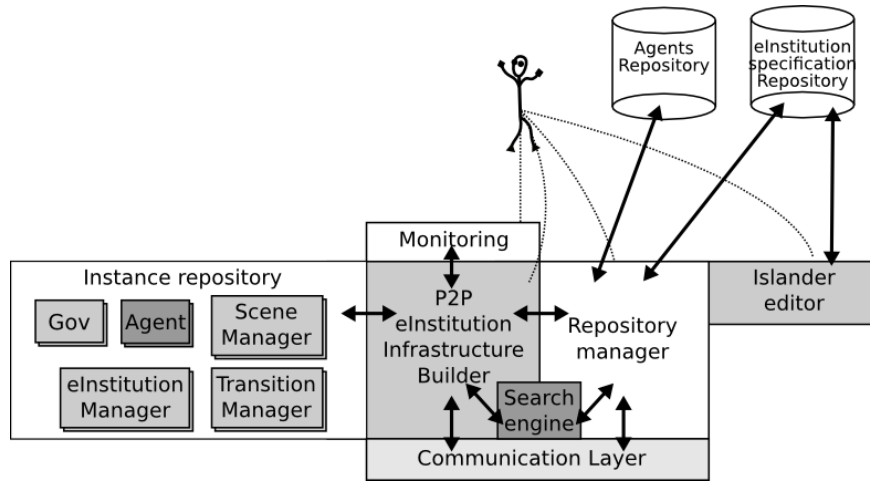 Agents
Repository
eInstitution
specification
Repository
Monitoring
Instance repository
Gov
Agent
Scene
Manager
eInstitution
Manager
Transition
Manager
P2P
eInstitution
Infrastructure
Builder
Repository
manager
Search
engine
Islander
editor
Communication Layer